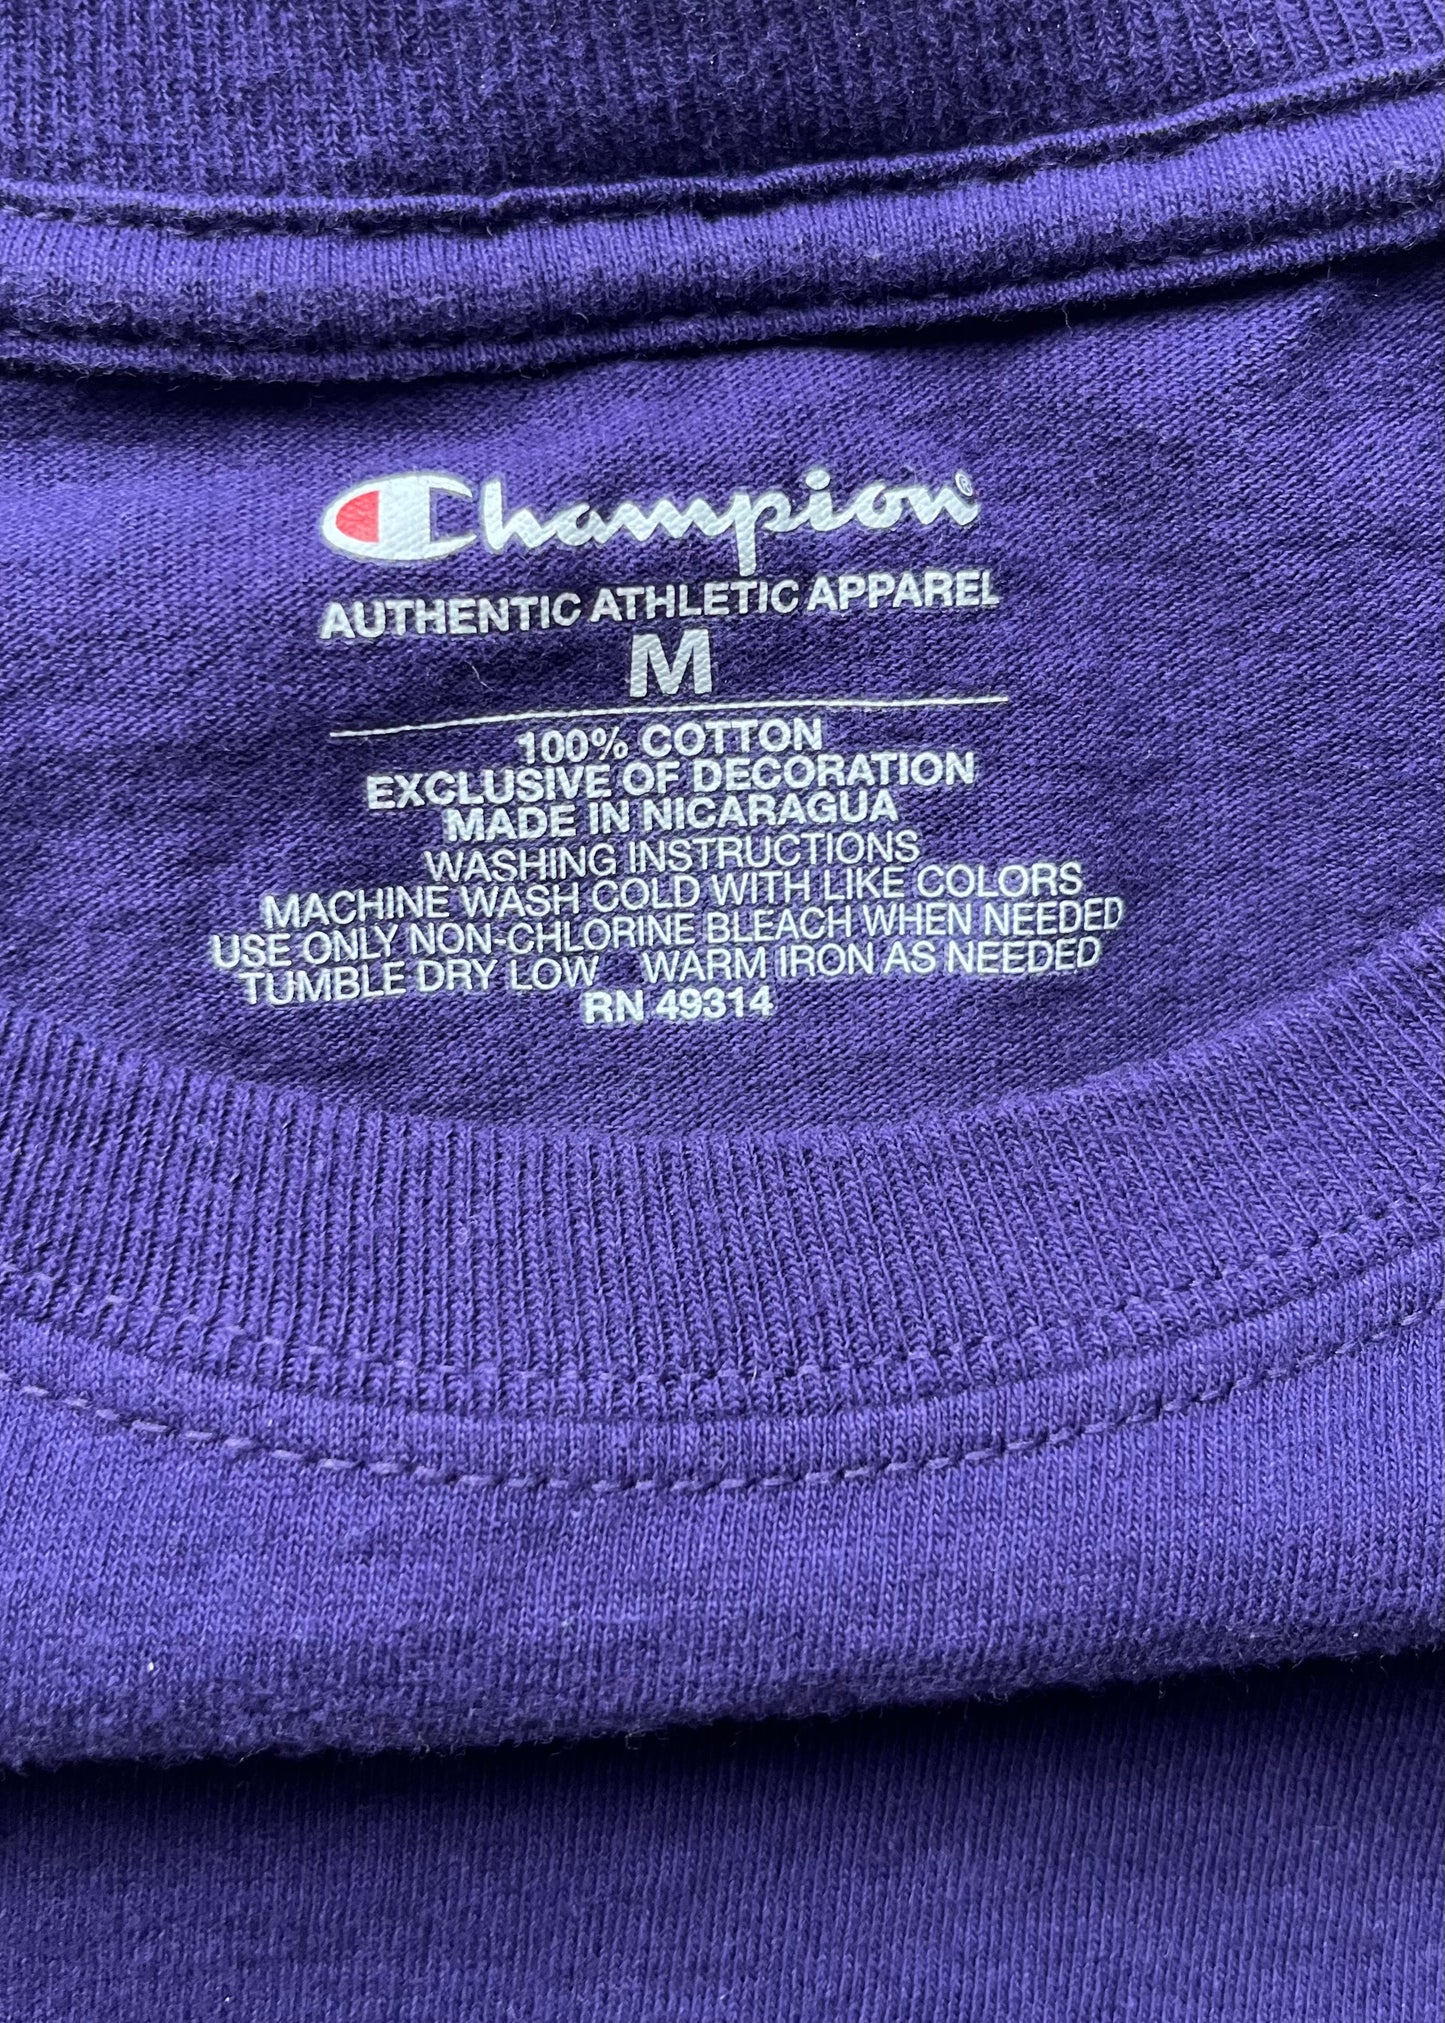 Champion®
AUTHENTIC ATHLETIC APPAREL
M
100% COTTON
EXCLUSIVE OF DECORATION
MADE IN NICARAGUA
WASHING INSTRUCTIONS
MACHINE WASH COLD WITH LIKE COLORS
USE ONLY NON-CHLORINE BLEACH WHEN NEEDED
TUMBLE DRY LOW WARM IRON AS NEEDED
RN 49314